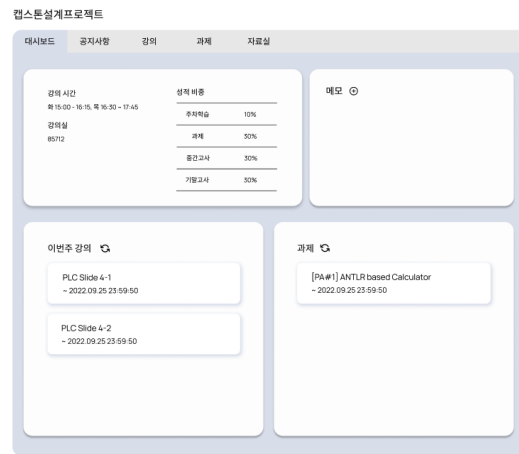 캡스톤설계프로젝트
대시보드 공지사항 강의 과제 자료실
강의 시간
화 15:00 - 16:15, 목 16:30 ~ 17:45
강의실
85712
성적 비중
주차학습 10%
과제 30%
중간고사 30%
기말고사 30%
메모
이번주 강의
PLC Slide 4-1
~ 2022.09.25 23:59:50
PLC Slide 4-2
~ 2022.09.25 23:59:50
과제
[PA#1] ANTLR based Calculator
~ 2022.09.25 23:59:50